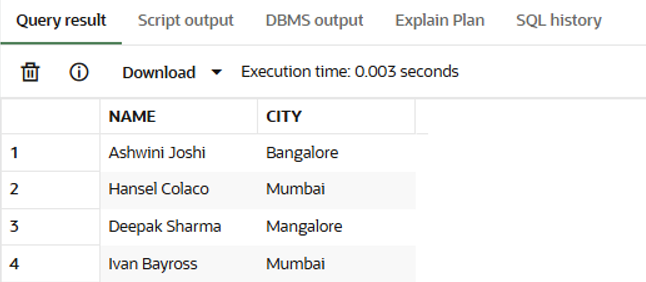 Query result Script output DBMS output Explain Plan SQL history
Download Execution time: 0.003 seconds
NAME CITY
1 Ashwini Joshi Bangalore
2 Hansel Colaco Mumbai
3 Deepak Sharma Mangalore
4 Ivan Bayross Mumbai